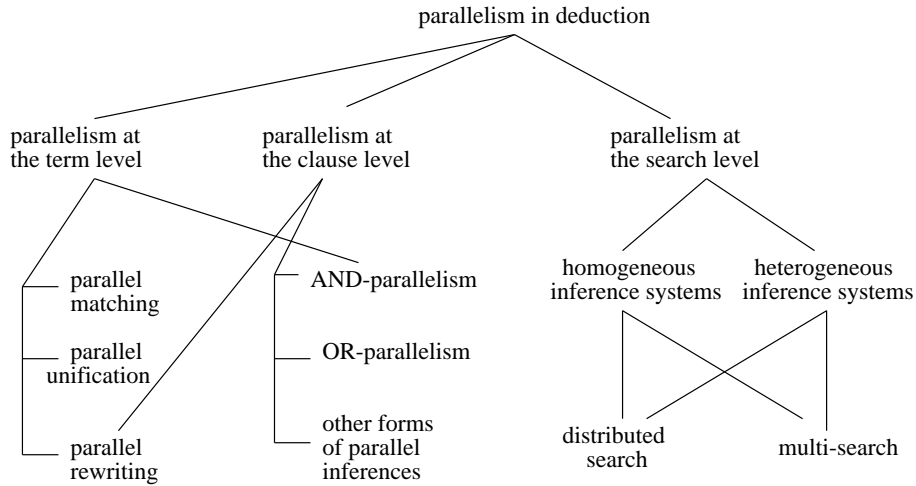 parallelism in deduction
parallelism at
the term level
parallelism at
the clause level
parallelism at
the search level
parallel
matching
parallel
unification
parallel
rewriting
AND-parallelism
OR-parallelism
other forms
of parallel
inferences
homogeneous
inference systems
heterogeneous
inference systems
distributed
search
multi-search